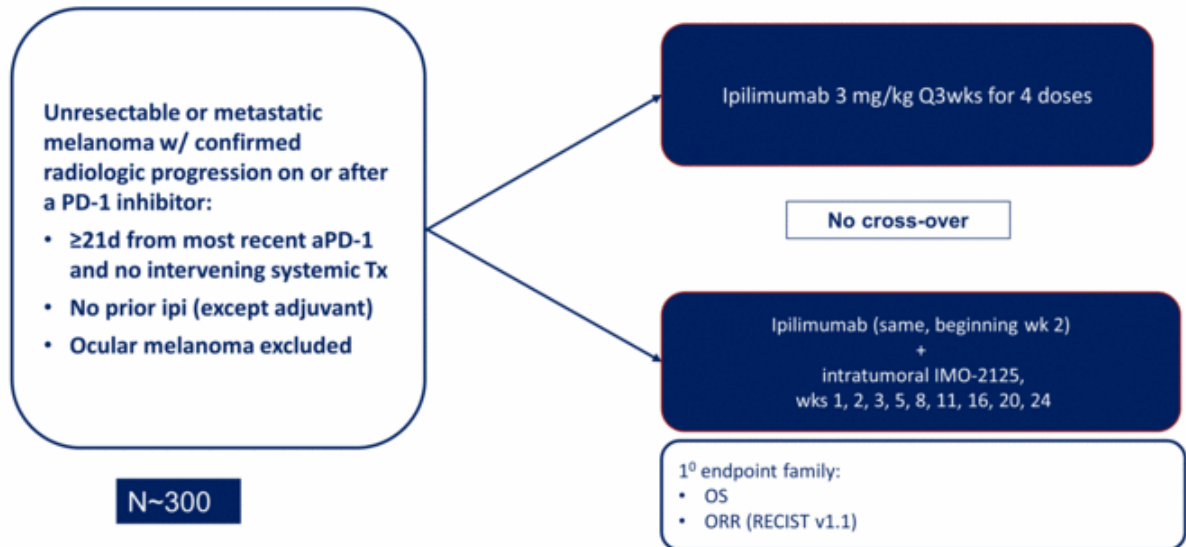 Unresectable or metastatic
melanoma w/ confirmed
radiologic progression on or after
a PD-1 inhibitor:
• ≥21d from most recent aPD-1
and no intervening systemic Tx
• No prior ipi (except adjuvant)
• Ocular melanoma excluded
N~300
Ipilimumab 3 mg/kg Q3wks for 4 doses
No cross-over
Ipilimumab (same, beginning wk 2)
+
intratumoral IMO-2125,
wks 1, 2, 3, 5, 8, 11, 16, 20, 24
1⁰ endpoint family:
• OS
• ORR (RECIST v1.1)